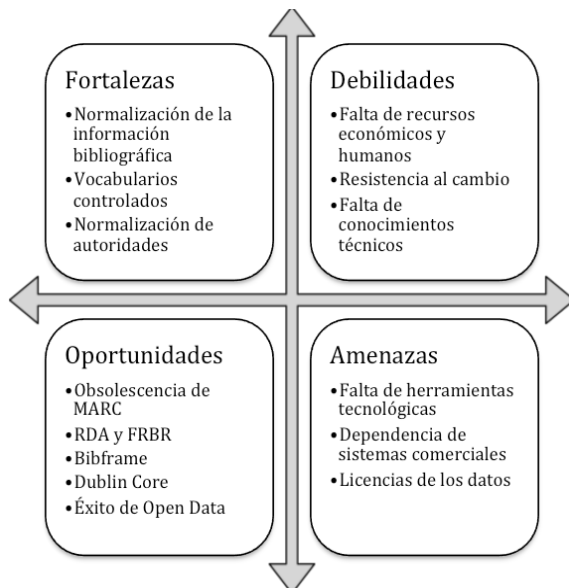 Fortalezas
•Normalización de la
información
bibliográfica
•Vocabularios
controlados
•Normalización de
autoridades
Debilidades
•Falta de recursos
económicos y
humanos
•Resistencia al cambio
•Falta de
conocimientos
técnicos
Oportunidades
•Obsolescencia de
MARC
•RDA y FRBR
•Bibframe
•Dublin Core
•Éxito de Open Data
Amenazas
•Falta de herramientas
tecnológicas
•Dependencia de
sistemas comerciales
•Licencias de los datos